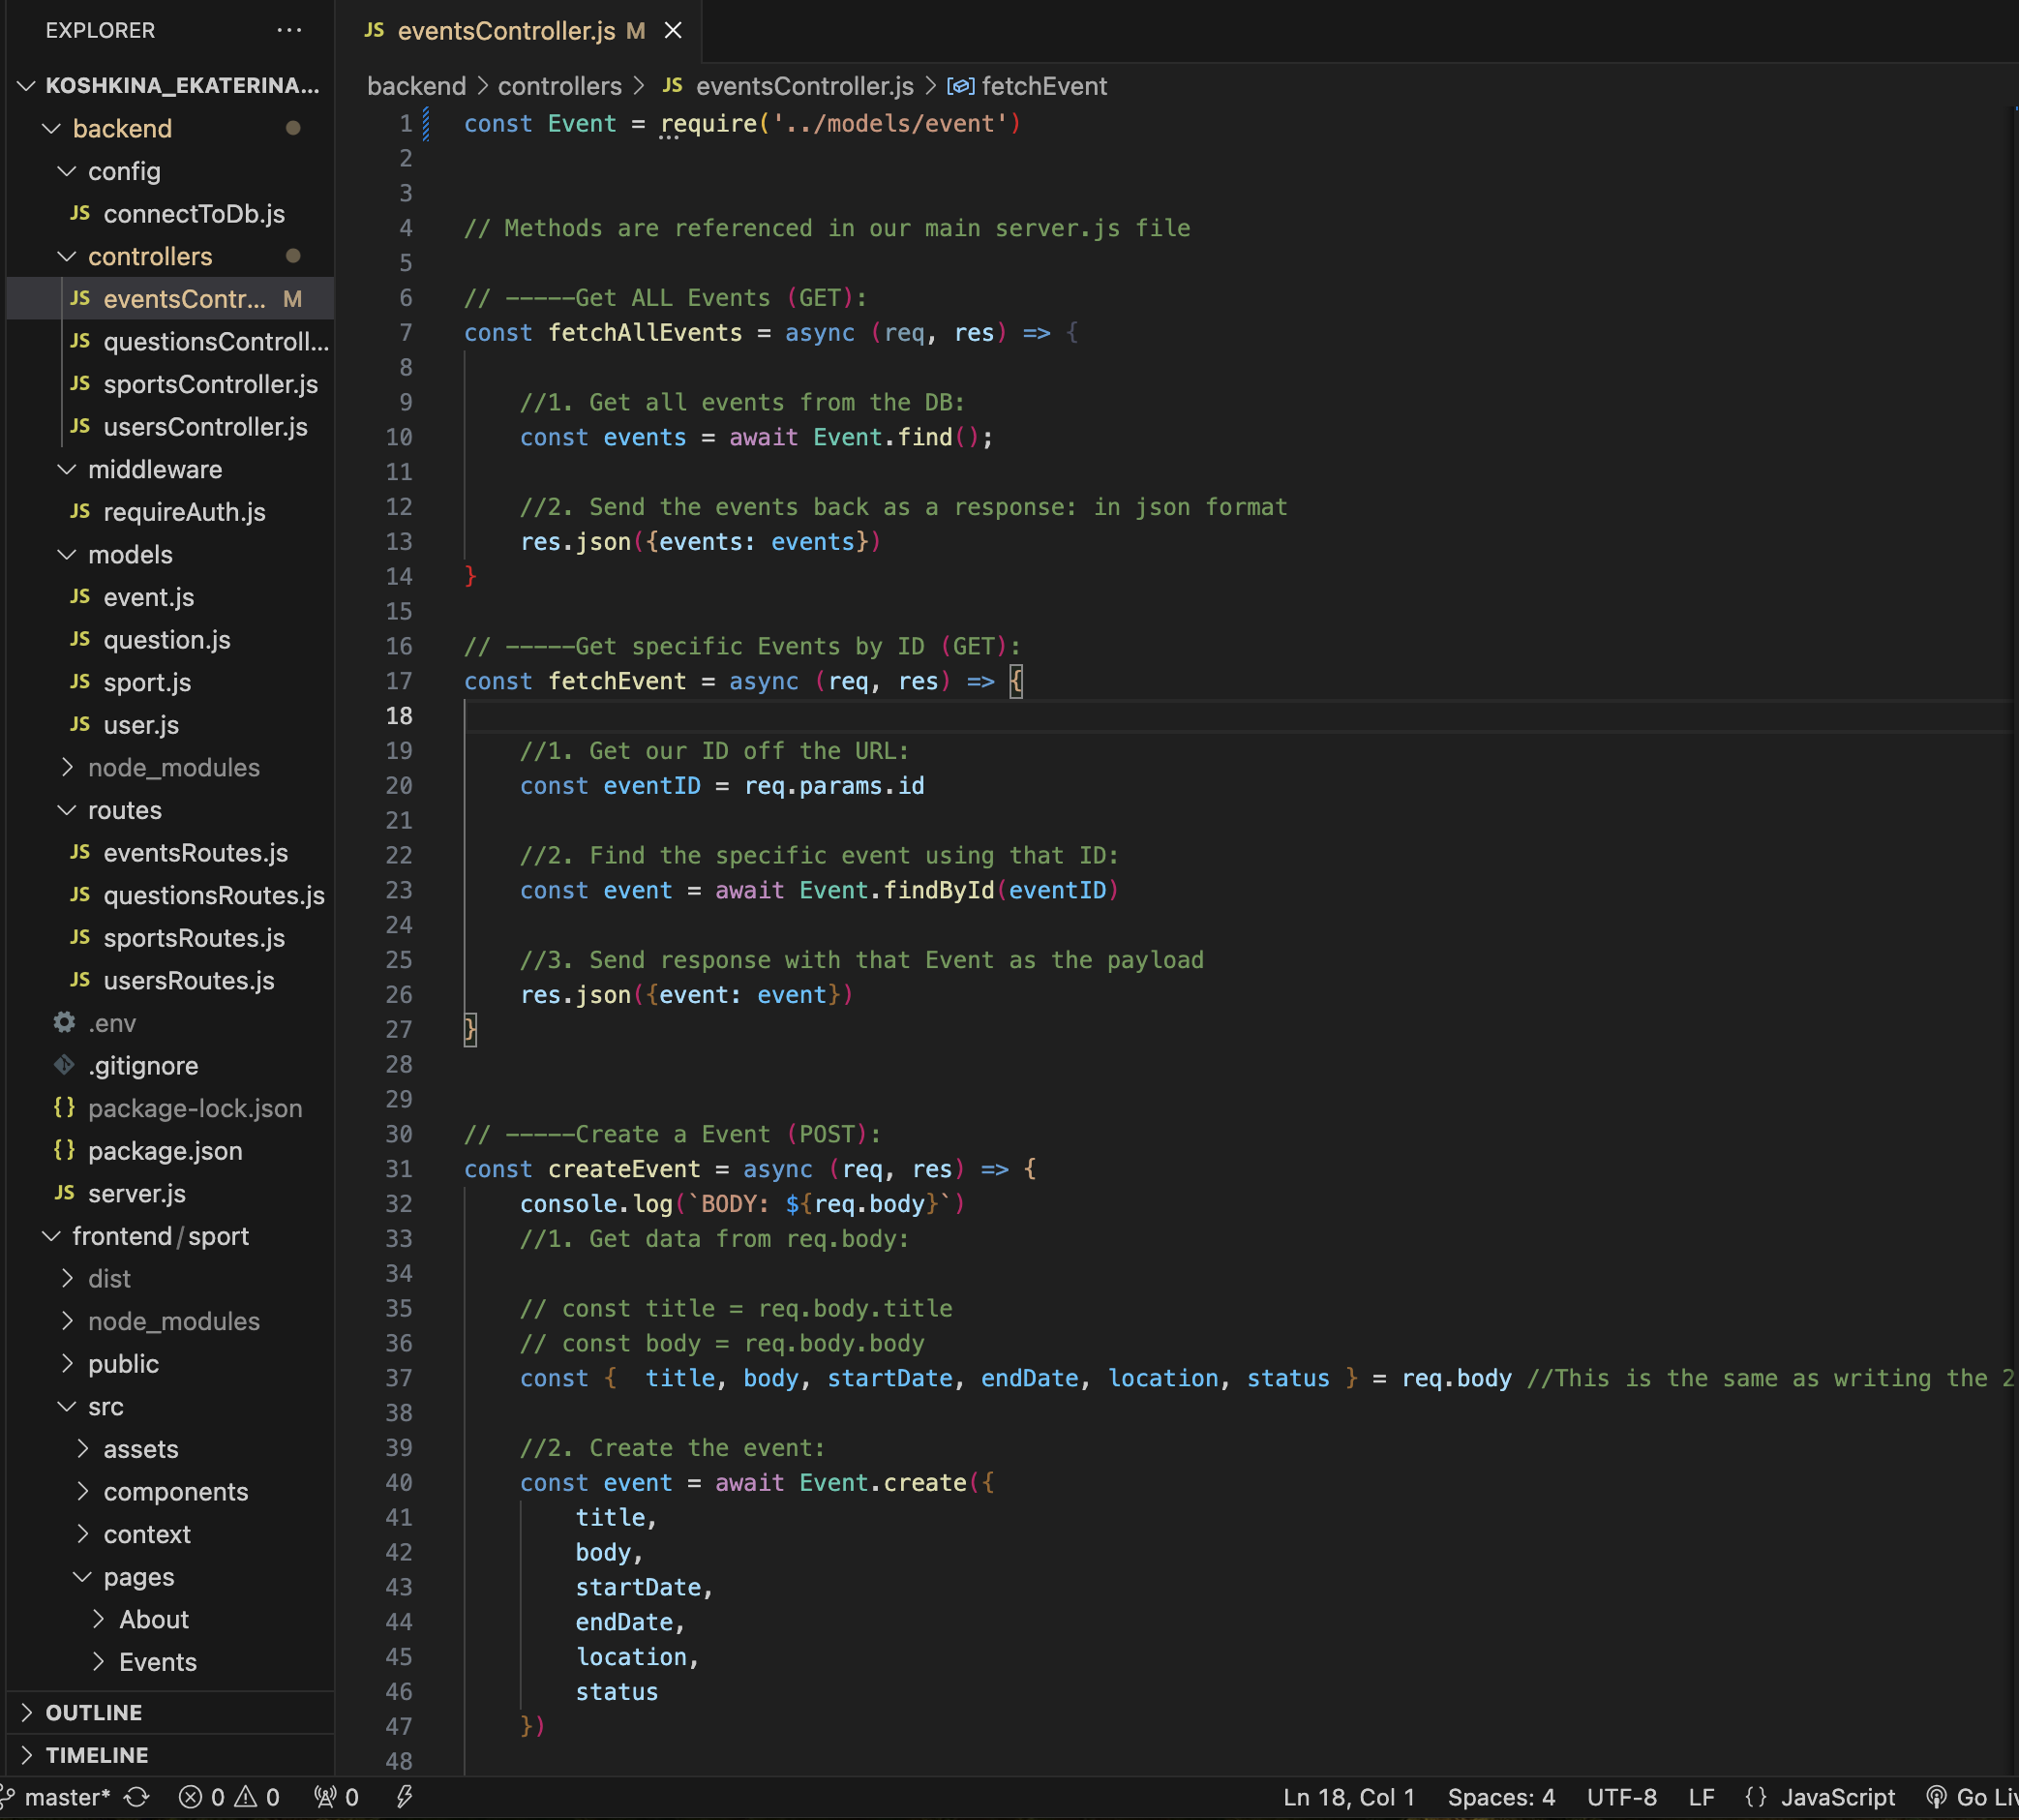 EXPLORER ...
KOSHKINA_EKATERINA...
backend
config
JS connectToDb.js
controllers
JS eventsContr... M
JS questionsControll...
JS sportsController.js
JS usersController.js
middleware
JS requireAuth.js
models
JS event.js
JS question.js
JS sport.js
JS user.js
node_modules
routes
JS eventsRoutes.js
JS questionsRoutes.js
JS sportsRoutes.js
JS usersRoutes.js
.env
.gitignore
{} package-lock.json
{} package.json
JS server.js
frontend/sport
dist
node_modules
public
src
assets
components
context
pages
About
Events
OUTLINE
TIMELINE
JS eventsController.js M
backend > controllers > JS eventsController.js > fetchEvent
1 const Event = require('../models/event')
2
3
4 // Methods are referenced in our main server.js file
5
6 // -----Get ALL Events (GET):
7 const fetchAllEvents = async (req, res) => {
8
9 //1. Get all events from the DB:
10 const events = await Event.find();
11
12 //2. Send the events back as a response: in json format
13 res.json({events: events})
14 }
15
16 // -----Get specific Events by ID (GET):
17 const fetchEvent = async (req, res) => {
18
19 //1. Get our ID off the URL:
20 const eventID = req.params.id
21
22 //2. Find the specific event using that ID:
23 const event = await Event.findById(eventID)
24
25 //3. Send response with that Event as the payload
26 res.json({event: event})
27 }
28
29
30 // -----Create a Event (POST):
31 const createEvent = async (req, res) => {
32 console.log(`BODY: ${req.body}`)
33 //1. Get data from req.body:
34
35 // const title = req.body.title
36 // const body = req.body.body
37 const {  title, body, startDate, endDate, location, status } = req.body //This is the same as writing the 2
38
39 //2. Create the event:
40 const event = await Event.create({
41 title,
42 body,
43 startDate,
44 endDate,
45 location,
46 status
47 })
48
master* 0 0 0 Ln 18, Col 1 Spaces: 4 UTF-8 LF {} JavaScript Go